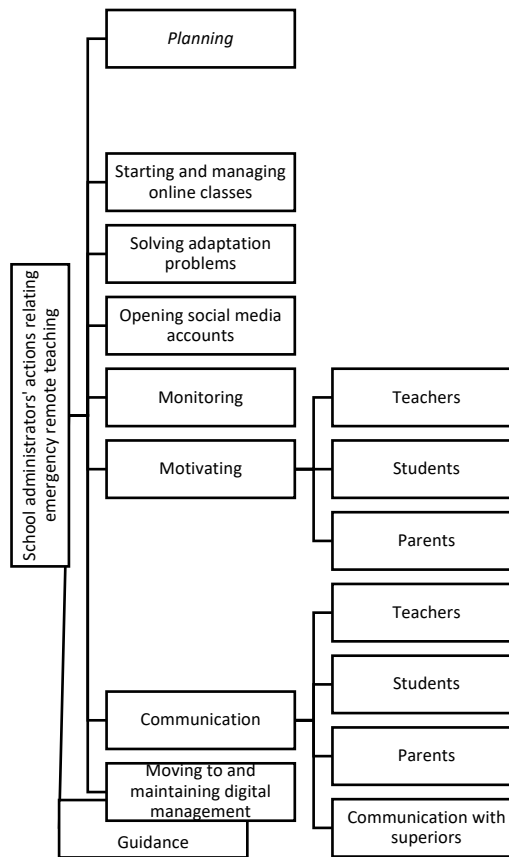 Planning
Starting and managing
online classes
Solving adaptation
problems
Opening social media
accounts
School administrators' actions relating
emergency remote teaching
Monitoring
Motivating
Teachers
Students
Parents
Communication
Teachers
Students
Parents
Communication with
superiors
Moving to and
maintaining digital
management
Guidance